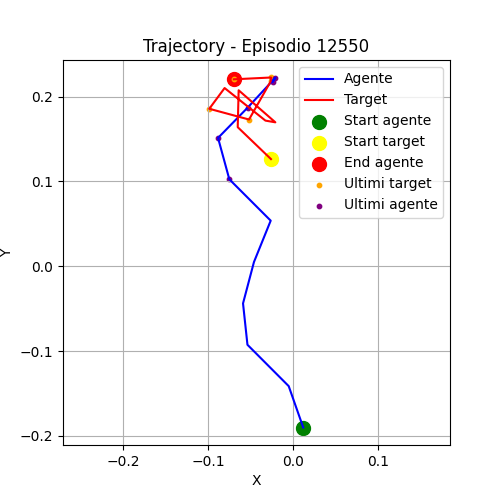 Trajectory - Episodio 12550
Agente
Target
Start agente
Start target
End agente
Ultimi target
Ultimi agente
0.2
0.1
0.0
−0.1
−0.2
Y
−0.2
−0.1
0.0
0.1
X